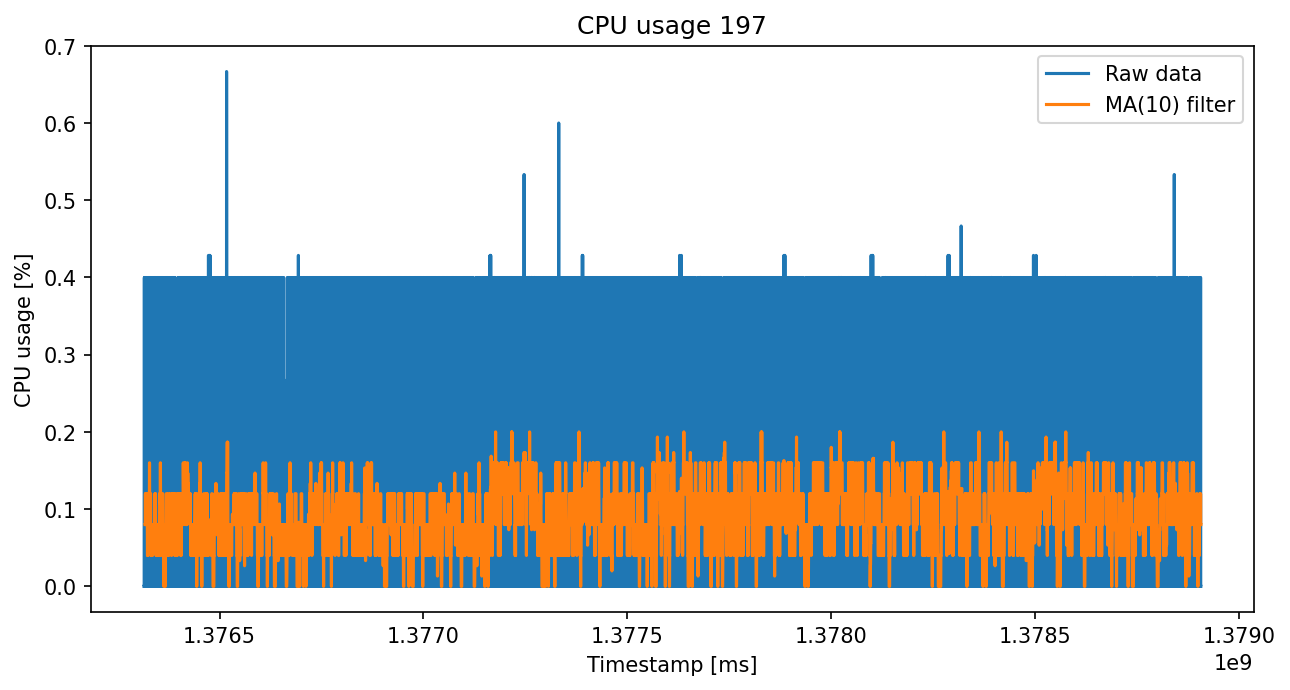 CPU usage 197
Raw data
MA(10) filter
CPU usage [%]
0.7
0.6
0.5
0.4
0.3
0.2
0.1
0.0
1.3765 1.3770 1.3775 1.3780 1.3785 1.3790
1e9
Timestamp [ms]